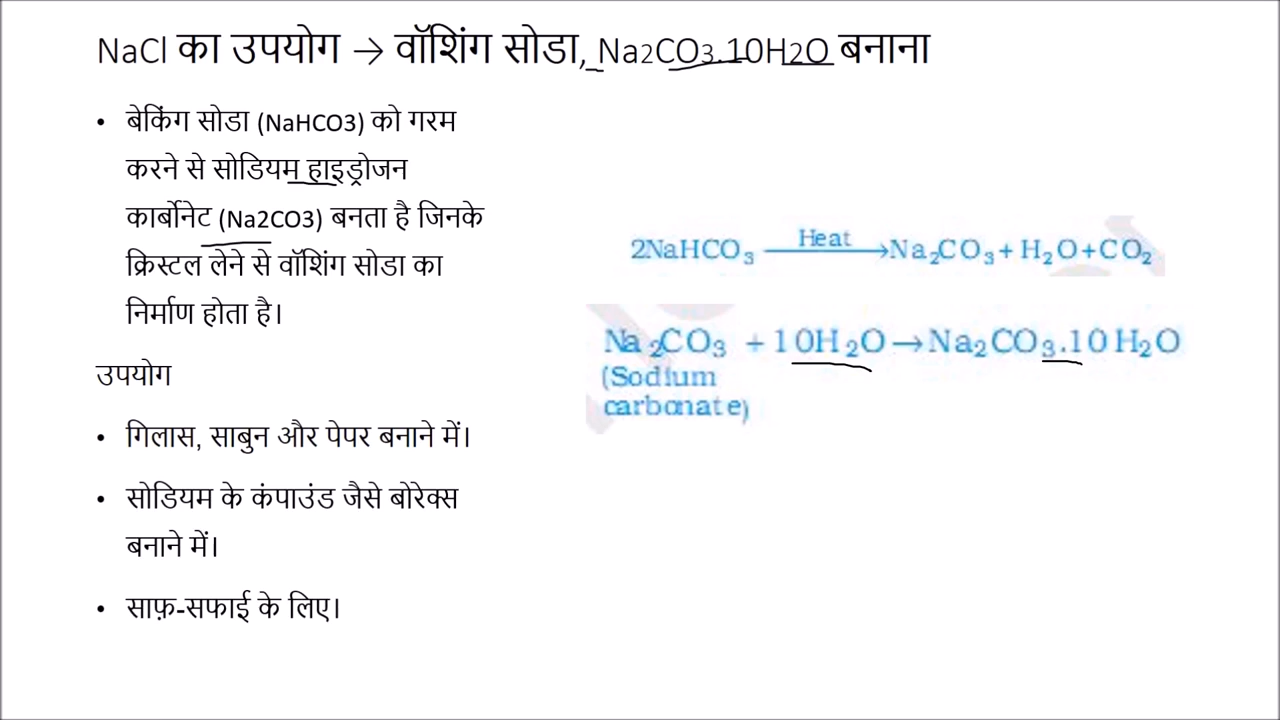 NaCl का उपयोग → वॉशिंग सोडा, Na2CO3.10H2O बनाना
• बेकिंग सोडा (NaHCO3) को गरम
करने से सोडियम हाइड्रोजन
कार्बोनेट (Na2CO3) बनता है जिनके
क्रिस्टल लेने से वॉशिंग सोडा का
निर्माण होता है।
उपयोग
• गिलास, साबुन और पेपर बनाने में।
• सोडियम के कंपाउंड जैसे बोरेक्स
बनाने में।
• साफ़-सफाई के लिए।
2NaHCO₃ —Heat→ Na₂CO₃ + H₂O + CO₂
Na₂CO₃ + 10H₂O → Na₂CO₃.10H₂O
(Sodium
carbonate)